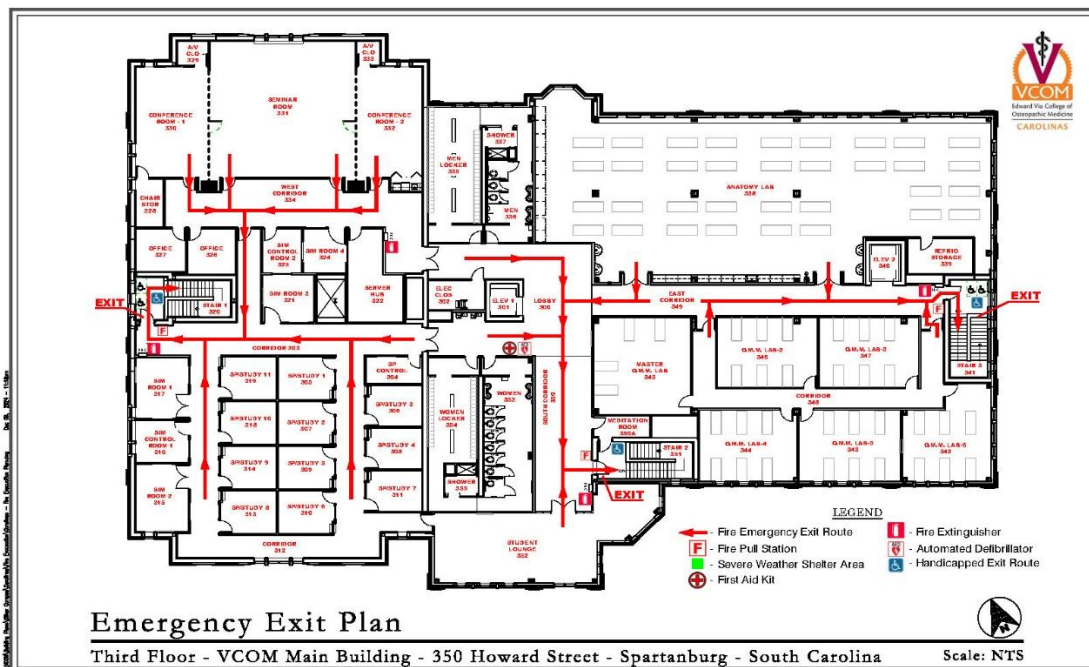 VCOM
Edward Via College of
Osteopathic Medicine
CAROLINAS
A/V
CLO
329
A/V
CLO
333
CONFERENCE
ROOM - 1
330
SEMINAR
ROOM
331
CONFERENCE
ROOM - 2
332
MEN
LOCKER
335
SHOWER
337
MEN
336
ANATOMY LAB
338
WEST
CORRIDOR
334
CHAIR
STOR
328
OFFICE
327
OFFICE
326
SIM
CONTROL
ROOM 2
323
SIM ROOM 4
324
SIM ROOM 3
321
SERVER
HUB
322
ELEC
CLOS
302
ELEV 1
301
LOBBY
300
ELEV 2
340
REFRIG
STORAGE
339
EAST
CORRIDOR
EXIT
STAIR 1
320
EXIT
STAIR 3
341
F
F
CORRIDOR 303
SIM
ROOM 1
317
SP/STUDY 11
319
SP/STUDY 1
305
SP
CONTROL
304
SP/STUDY 10
318
SP/STUDY 2
307
SP/STUDY 3
306
SIM
CONTROL
ROOM 1
316
SP/STUDY 9
314
SP/STUDY 5
309
SP/STUDY 4
308
SIM
ROOM 2
315
SP/STUDY 8
313
SP/STUDY 6
310
SP/STUDY 7
311
CORRIDOR
312
WOMEN
LOCKER
354
WOMEN
SHOWER
SOUTH CORRIDOR
MASTER
O.M.M. LAB
345
O.M.M. LAB-2
346
O.M.M. LAB-3
347
CORRIDOR
348
MEDITATION
ROOM
350A
O.M.M. LAB-4
344
O.M.M. LAB-5
343
O.M.M. LAB-6
342
STAIR 2
351
F
EXIT
STUDENT
LOUNGE
352
LEGEND
- Fire Emergency Exit Route
F - Fire Pull Station
- Severe Weather Shelter Area
- First Aid Kit
- Fire Extinguisher
- Automated Defibrillator
- Handicapped Exit Route
Emergency Exit Plan
Third Floor - VCOM Main Building - 350 Howard Street - Spartanburg - South Carolina
N
Scale: NTS